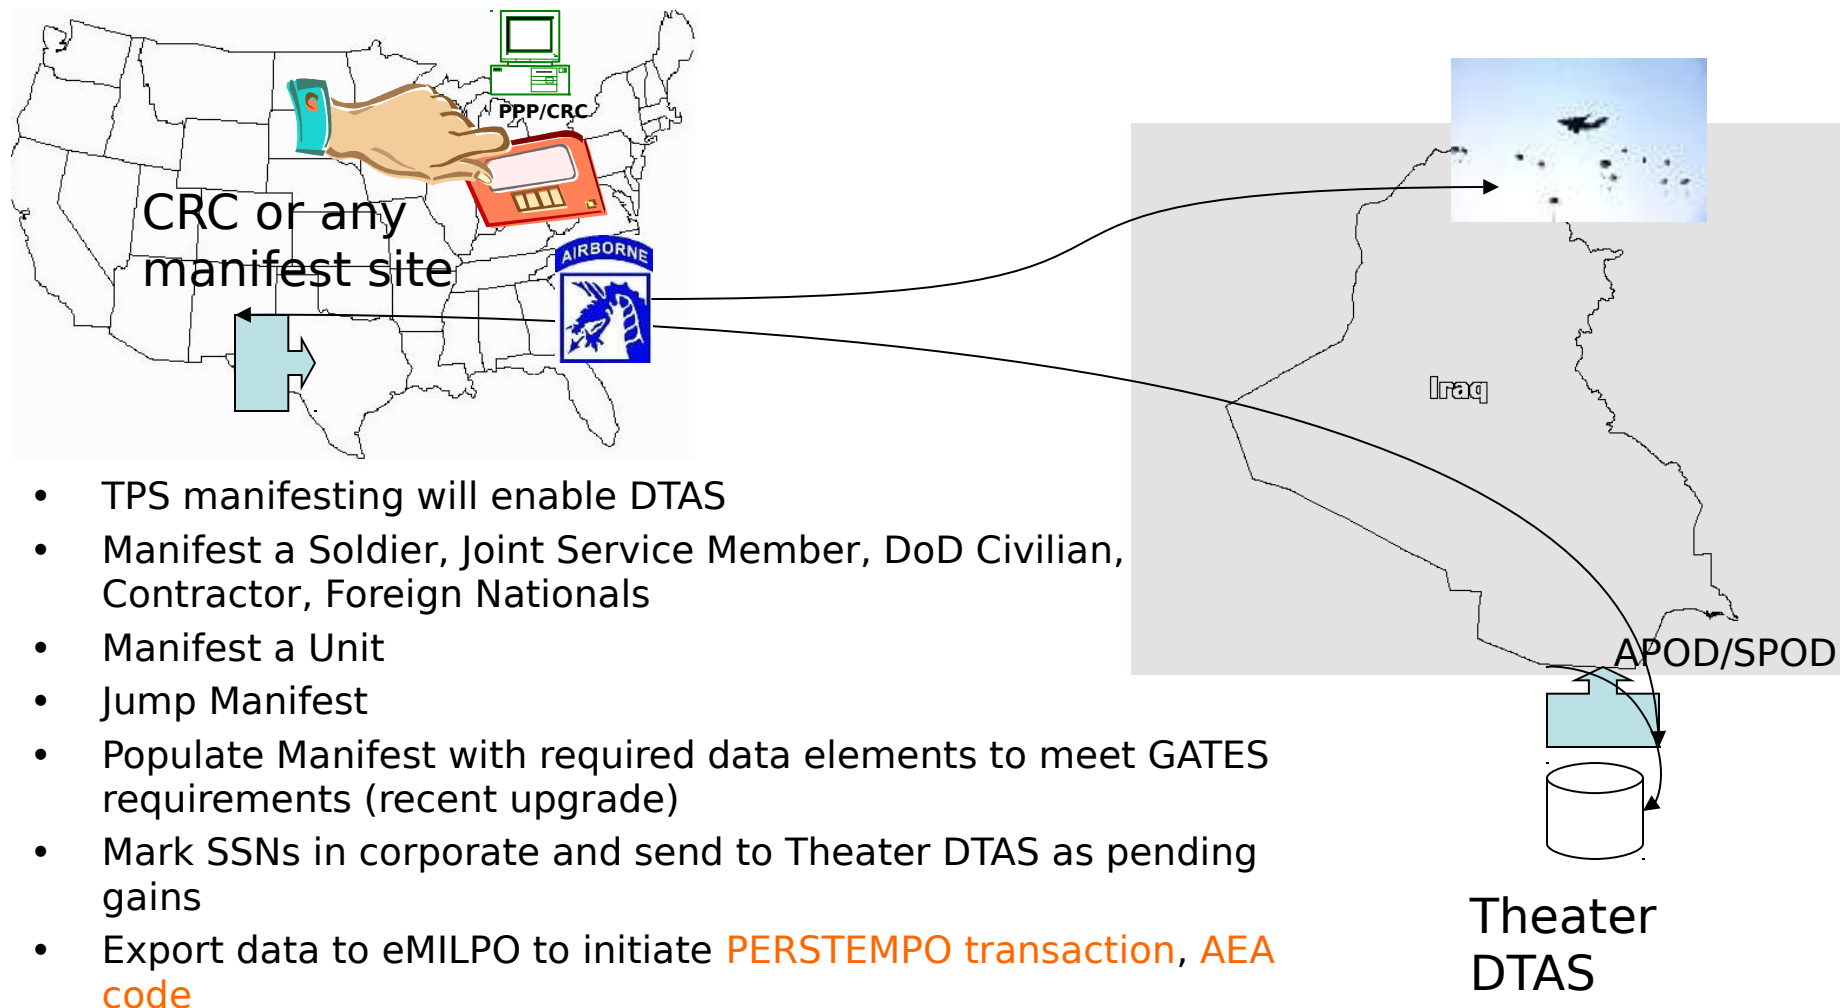 PPP/CRC
CRC or any
manifest site
AIRBORNE
Iraq
APOD/SPOD
• TPS manifesting will enable DTAS
• Manifest a Soldier, Joint Service Member, DoD Civilian,
Contractor, Foreign Nationals
• Manifest a Unit
• Jump Manifest
• Populate Manifest with required data elements to meet GATES
requirements (recent upgrade)
• Mark SSNs in corporate and send to Theater DTAS as pending
gains
• Export data to eMILPO to initiate PERSTEMPO transaction, AEA
code
Theater
DTAS